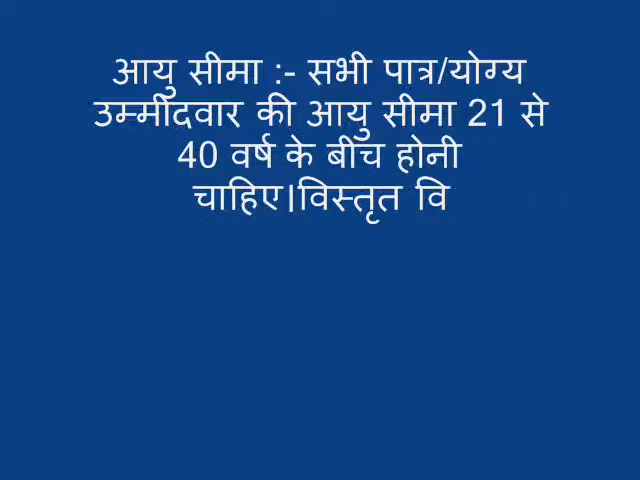 आयु सीमा :- सभी पात्र/योग्य
उम्मीदवार की आयु सीमा 21 से
40 वर्ष के बीच होनी
चाहिए।विस्तृत वि